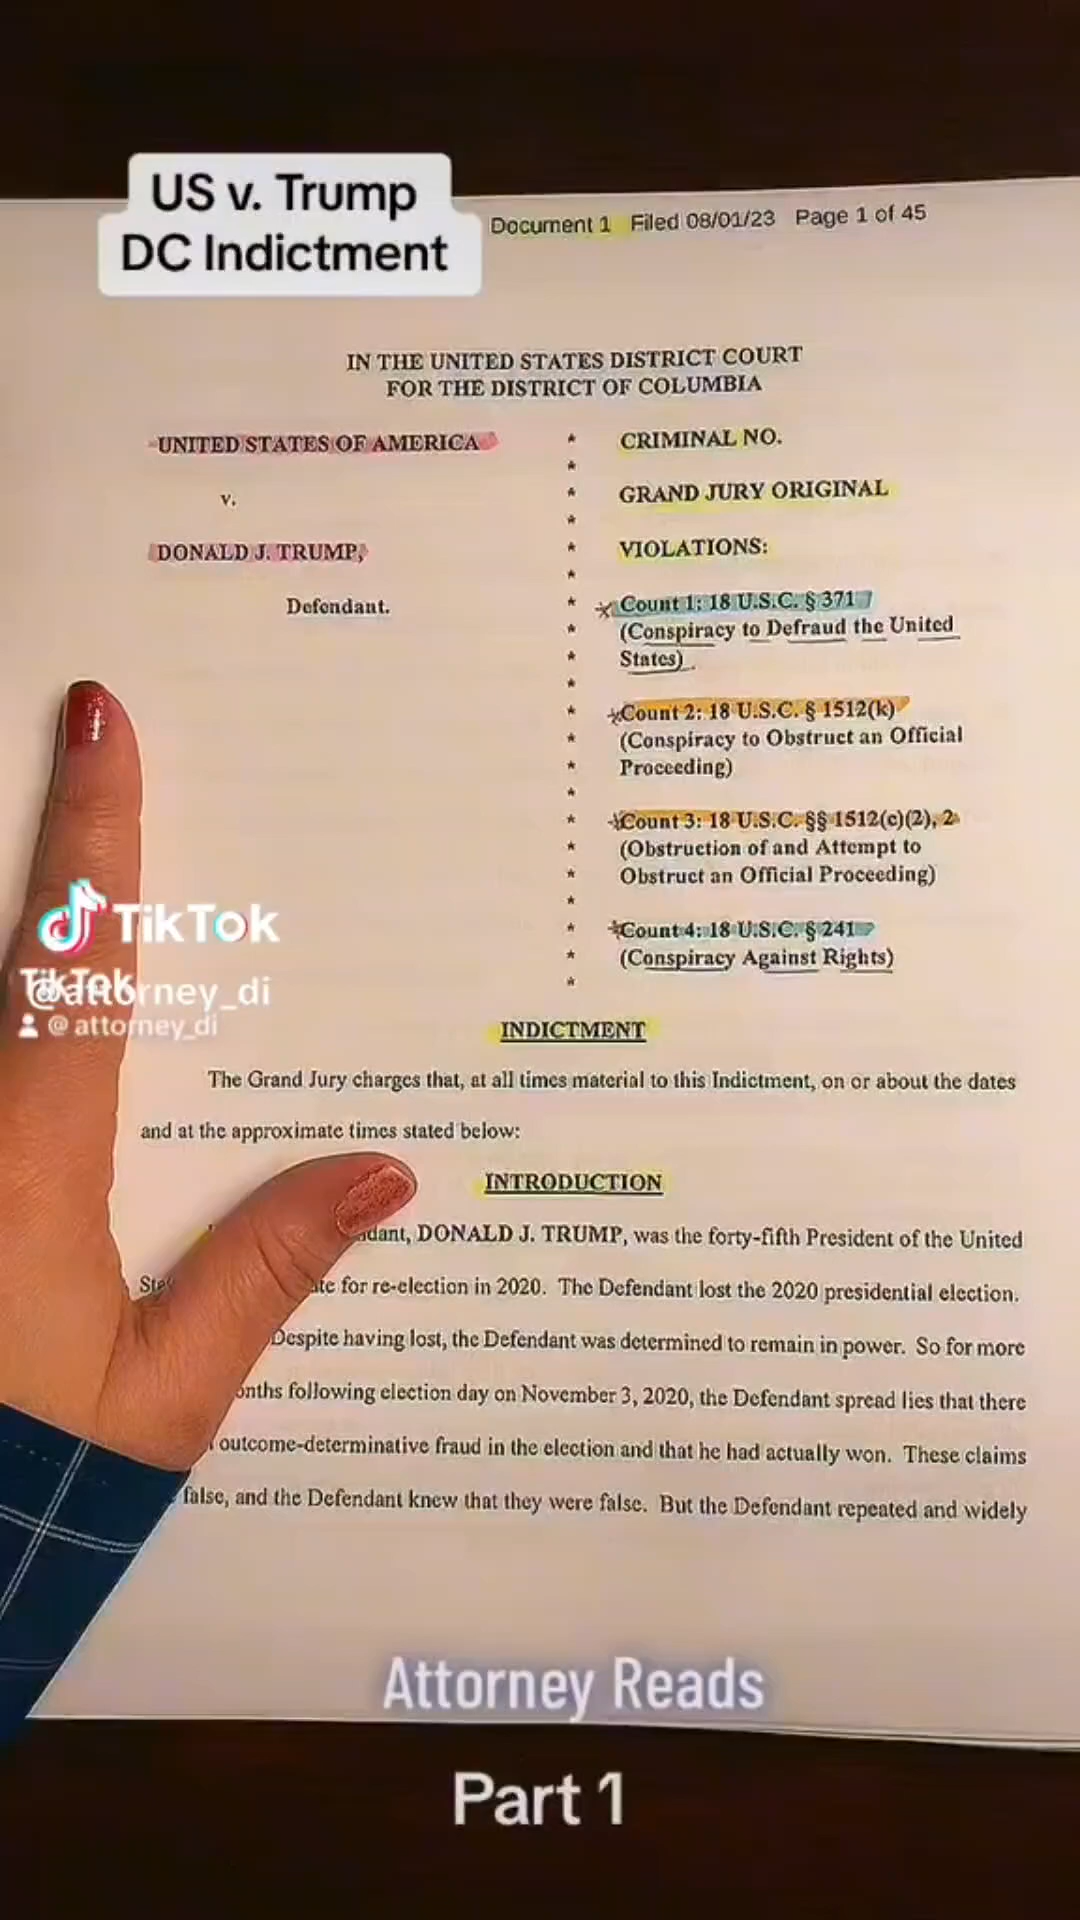 US v. Trump
DC Indictment
Document 1 Filed 08/01/23 Page 1 of 45
IN THE UNITED STATES DISTRICT COURT
FOR THE DISTRICT OF COLUMBIA
UNITED STATES OF AMERICA
v.
DONALD J. TRUMP,
Defendant.
* CRIMINAL NO.
*
* GRAND JURY ORIGINAL
*
* VIOLATIONS:
*
* Count 1: 18 U.S.C. § 371
* (Conspiracy to Defraud the United
* States)
*
* Count 2: 18 U.S.C. § 1512(k)
* (Conspiracy to Obstruct an Official
* Proceeding)
*
* Count 3: 18 U.S.C. §§ 1512(c)(2), 2
* (Obstruction of and Attempt to
* Obstruct an Official Proceeding)
*
* Count 4: 18 U.S.C. § 241
* (Conspiracy Against Rights)
*
TikTok
TikTok
@attorney_di
@attorney_di
INDICTMENT
The Grand Jury charges that, at all times material to this Indictment, on or about the dates
and at the approximate times stated below:
INTRODUCTION
DONALD J. TRUMP, was the forty-fifth President of the United
for re-election in 2020. The Defendant lost the 2020 presidential election.
Despite having lost, the Defendant was determined to remain in power. So for more
following election day on November 3, 2020, the Defendant spread lies that there
outcome-determinative fraud in the election and that he had actually won. These claims
false, and the Defendant knew that they were false. But the Defendant repeated and widely
Attorney Reads
Part 1